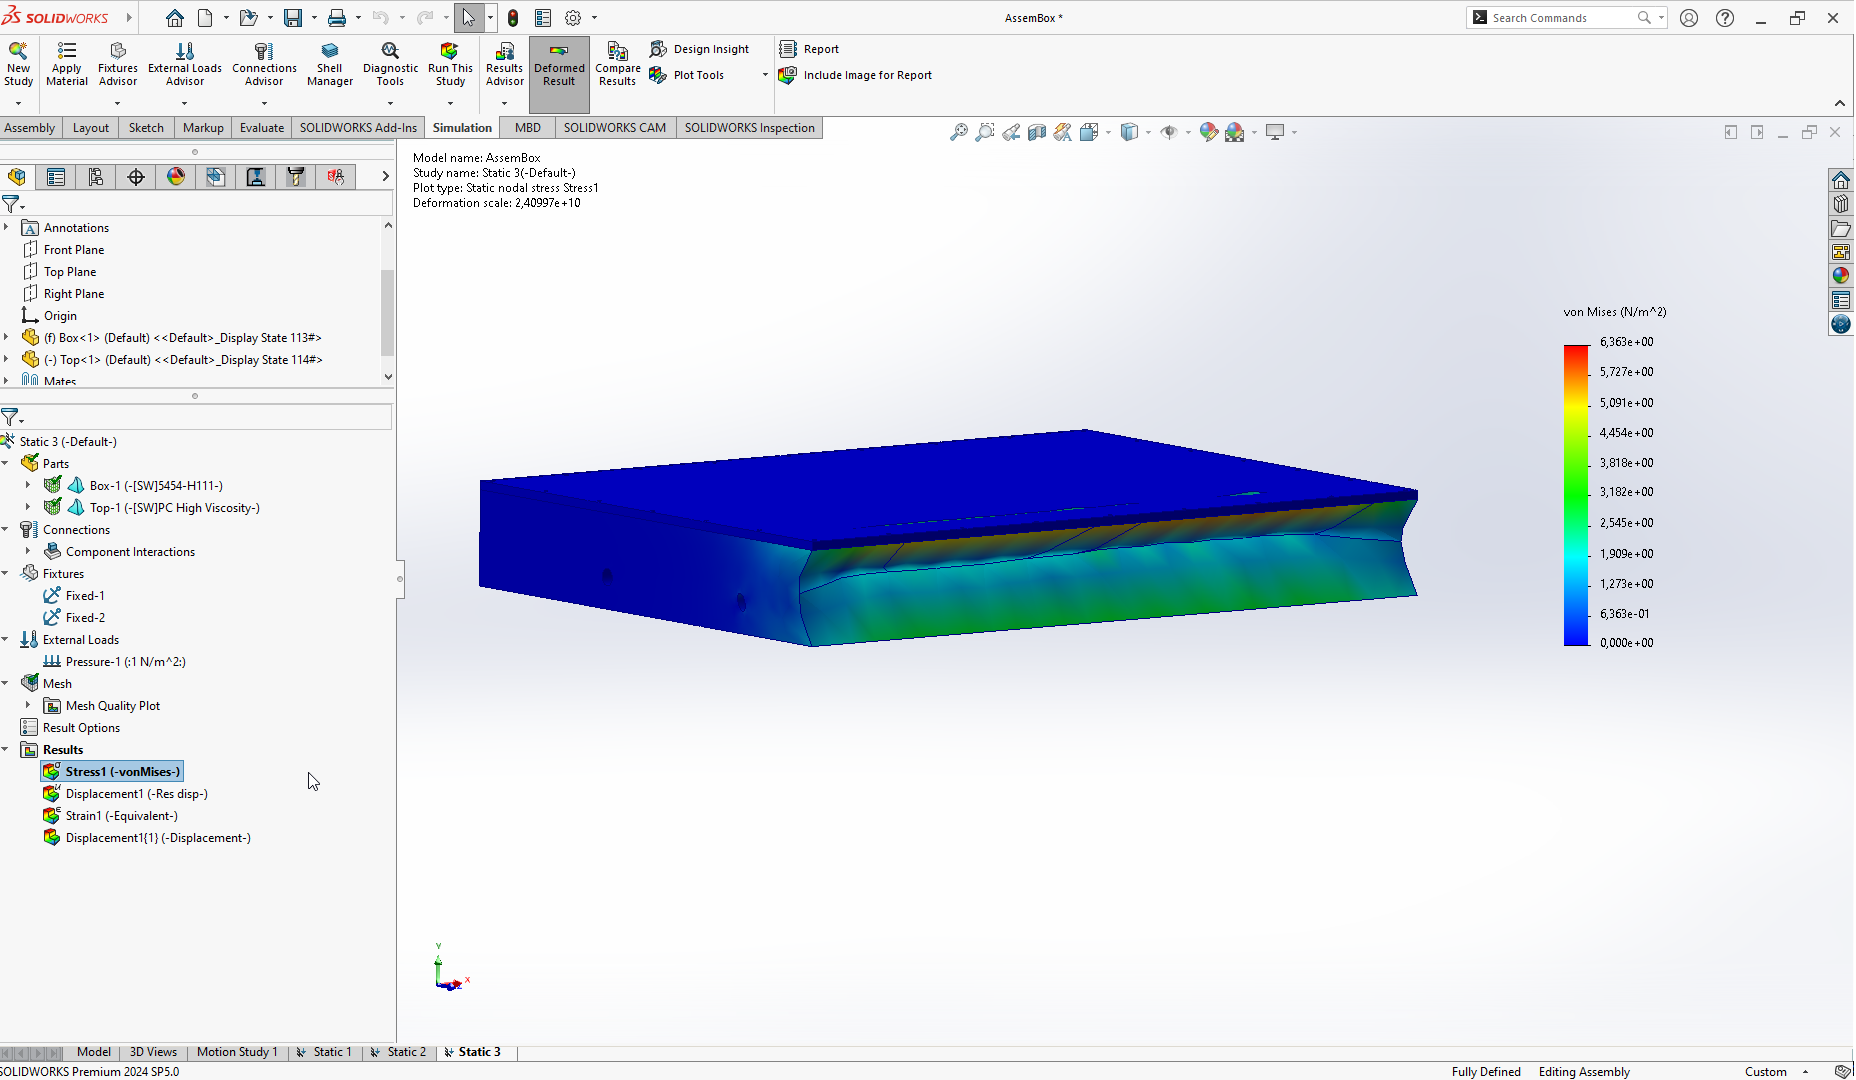 SOLIDWORKS
AssemBox *
Search Commands
New Study
Apply Material
Fixtures Advisor
External Loads Advisor
Connections Advisor
Shell Manager
Diagnostic Tools
Run This Study
Results Advisor
Deformed Result
Compare Results
Design Insight
Plot Tools
Report
Include Image for Report
Assembly
Layout
Sketch
Markup
Evaluate
SOLIDWORKS Add-Ins
Simulation
MBD
SOLIDWORKS CAM
SOLIDWORKS Inspection
Annotations
Front Plane
Top Plane
Right Plane
Origin
(f) Box<1> (Default) <<Default>_Display State 113#>
(-) Top<1> (Default) <<Default>_Display State 114#>
Mates
Static 3 (-Default-)
Parts
Box-1 (-[SW]5454-H111-)
Top-1 (-[SW]PC High Viscosity-)
Connections
Component Interactions
Fixtures
Fixed-1
Fixed-2
External Loads
Pressure-1 (:1 N/m^2:)
Mesh
Mesh Quality Plot
Result Options
Results
Stress1 (-vonMises-)
Displacement1 (-Res disp-)
Strain1 (-Equivalent-)
Displacement1{1} (-Displacement-)
Model name: AssemBox
Study name: Static 3(-Default-)
Plot type: Static nodal stress Stress1
Deformation scale: 2,40997e+10
von Mises (N/m^2)
6,363e+00
5,727e+00
5,091e+00
4,454e+00
3,818e+00
3,182e+00
2,545e+00
1,909e+00
1,273e+00
6,363e-01
0,000e+00
Y
X
Z
Model
3D Views
Motion Study 1
Static 1
Static 2
Static 3
SOLIDWORKS Premium 2024 SP5.0
Fully Defined
Editing Assembly
Custom